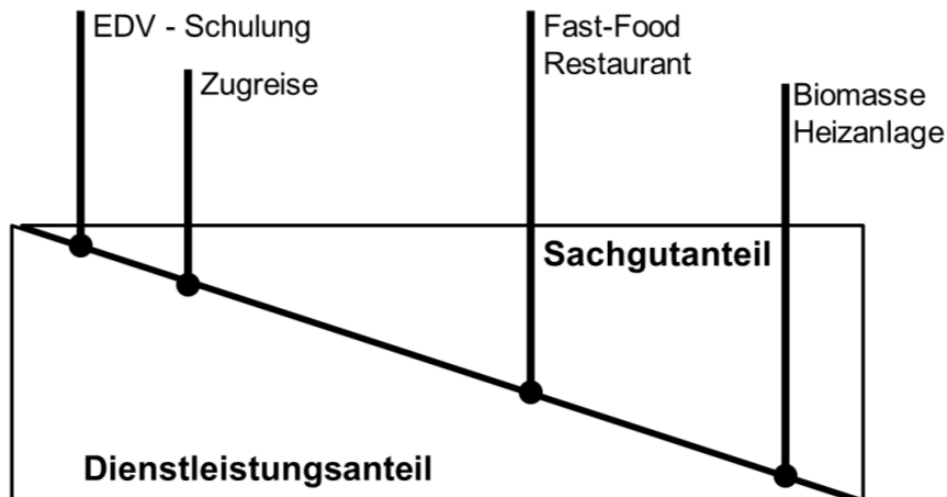 EDV - Schulung
Zugreise
Fast-Food
Restaurant
Biomasse
Heizanlage
Sachgutanteil
Dienstleistungsanteil